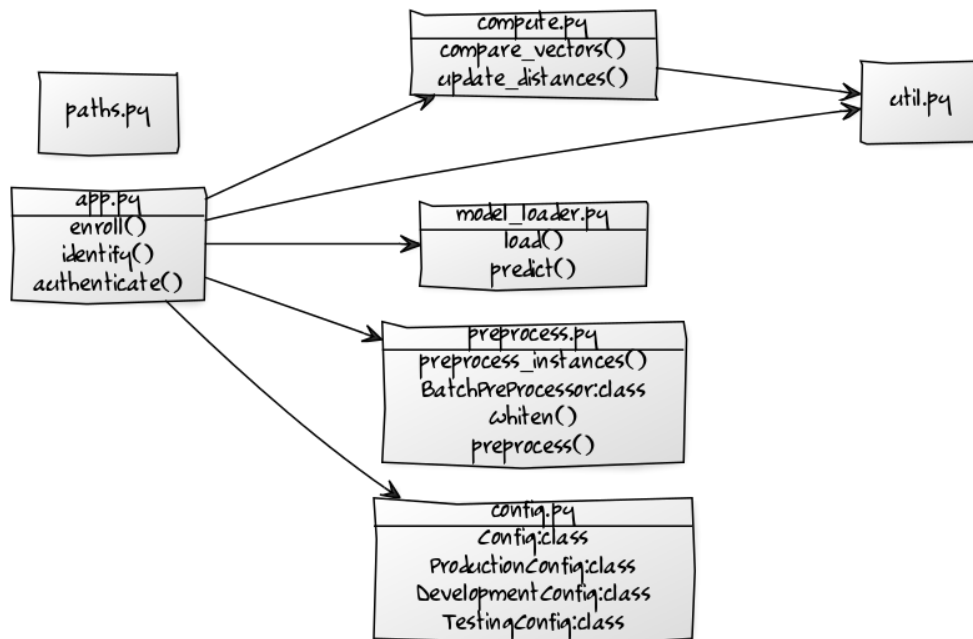 paths.py
app.py
enroll()
identify()
authenticate()
compute.py
compare_vectors()
update_distances()
util.py
model_loader.py
load()
predict()
preprocess.py
preprocess_instances()
BatchPreProcessor:class
whiten()
preprocess()
config.py
Config:class
ProductionConfig:class
DevelopmentConfig:class
TestingConfig:class